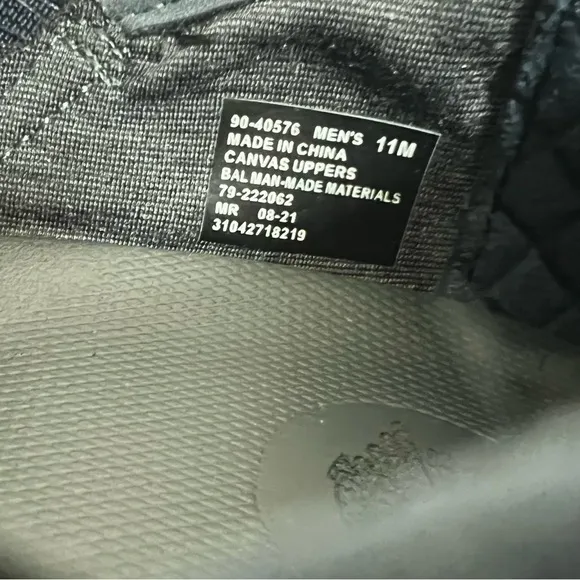 90-40576 MEN'S 11M
MADE IN CHINA
CANVAS UPPERS
BAL MAN-MADE MATERIALS
79-222062
MR 08-21
31042718219